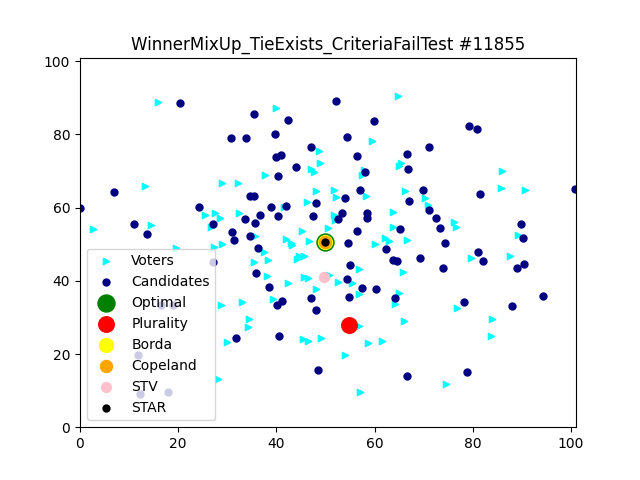 WinnerMixUp_TieExists_CriteriaFailTest #11855
100
80
60
40
20
0
Voters
Candidates
Optimal
Plurality
Borda
Copeland
STV
STAR
0 20 40 60 80 100